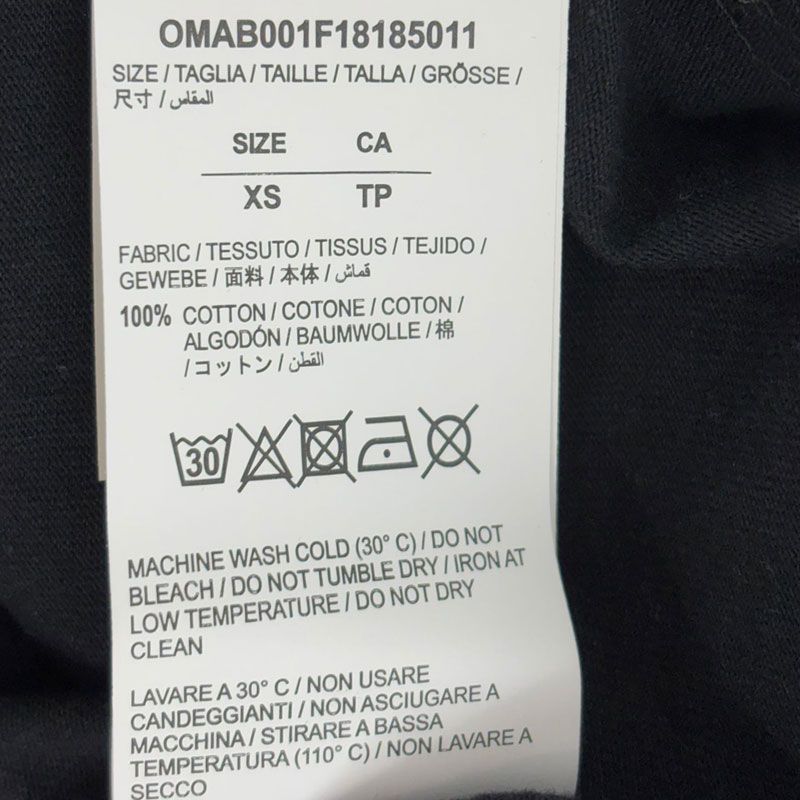 OMAB001F18185011
SIZE / TAGLIA / TAILLE / TALLA / GRÖSSE /
尺寸 / المقاس
SIZE CA
XS TP
FABRIC / TESSUTO / TISSUS / TEJIDO /
GEWEBE / 面料 / 本体 / قماش
100% COTTON / COTONE / COTON /
ALGODÓN / BAUMWOLLE / 棉
/ コットン / القطن
30
MACHINE WASH COLD (30° C) / DO NOT
BLEACH / DO NOT TUMBLE DRY / IRON AT
LOW TEMPERATURE / DO NOT DRY
CLEAN
LAVARE A 30° C / NON USARE
CANDEGGIANTI / NON ASCIUGARE A
MACCHINA / STIRARE A BASSA
TEMPERATURA (110° C) / NON LAVARE A
SECCO